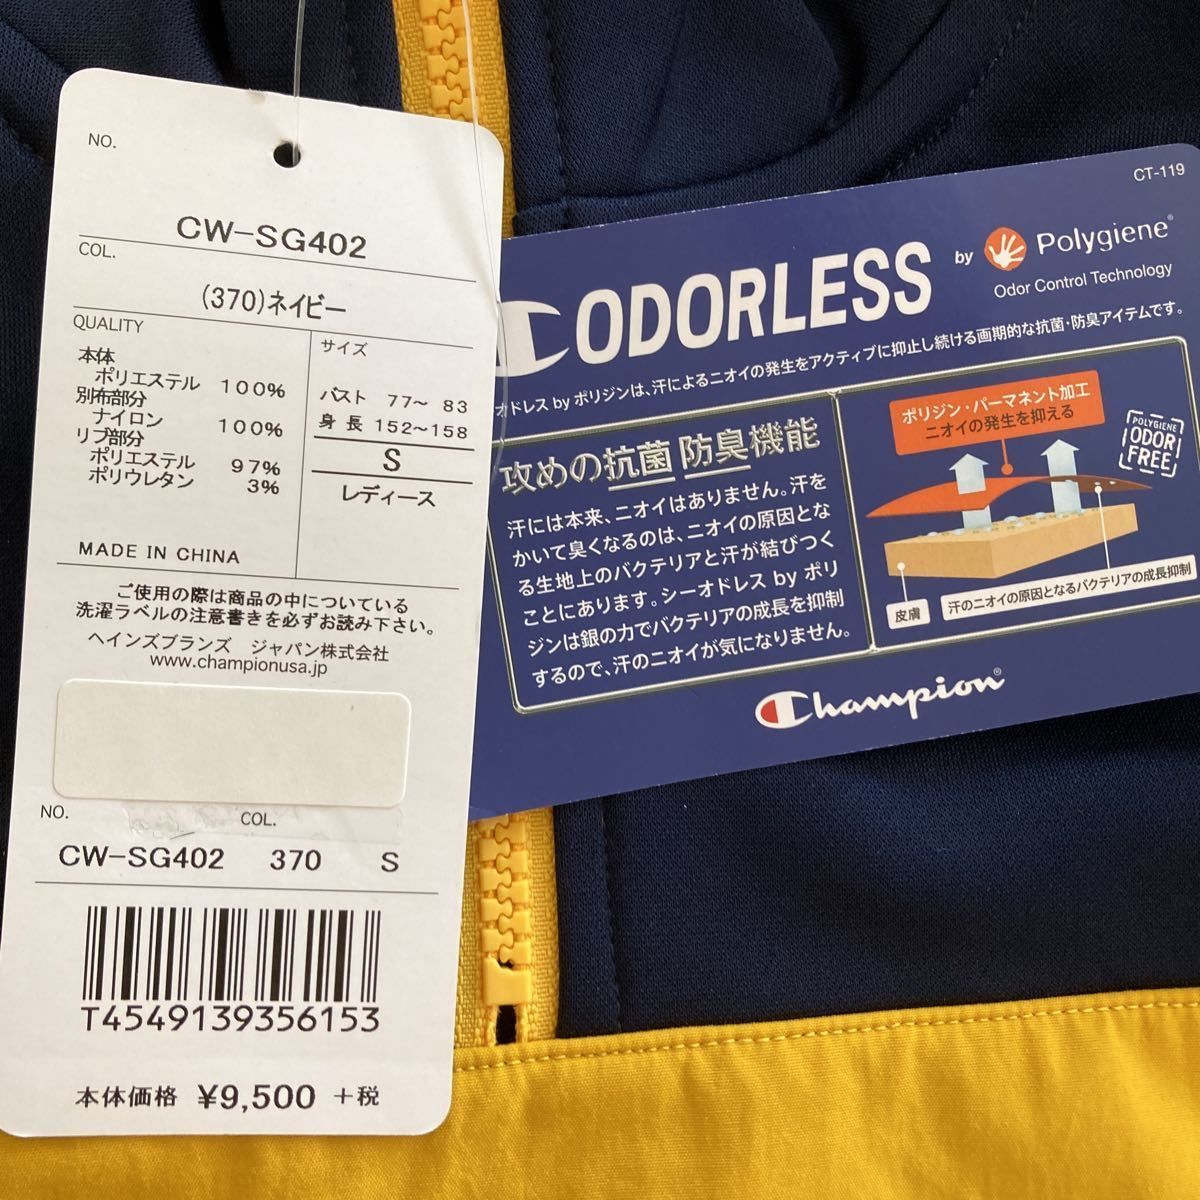 NO.
CW-SG402
COL.
(370)ネイビー
QUALITY
本体
ポリエステル 100%
別布部分
ナイロン 100%
リブ部分
ポリエステル 97%
ポリウレタン 3%
サイズ
バスト 77〜 83
身長 152〜158
S
レディース
MADE IN CHINA
ご使用の際は商品の中についている
洗濯ラベルの注意書きを必ずお読み下さい。
ヘインズブランズ ジャパン株式会社
www.championusa.jp
NO. COL.
CW-SG402 370 S
T4549139356153
本体価格 ¥9,500 +税
CT-119
ODORLESS by Polygiene®
Odor Control Technology
オドレス by ポリジンは、汗によるニオイの発生をアクティブに抑止し続ける画期的な抗菌・防臭アイテムです。
攻めの抗菌 防臭機能
汗には本来、ニオイはありません。汗を
かいて臭くなるのは、ニオイの原因とな
る生地上のバクテリアと汗が結びつく
ことにあります。シーオドレス by ポリ
ジンは銀の力でバクテリアの成長を抑制
するので、汗のニオイが気になりません。
ポリジン・パーマネント加工
ニオイの発生を抑える
POLYGIENE
ODOR
FREE
皮膚
汗のニオイの原因となるバクテリアの成長抑制
Champion®